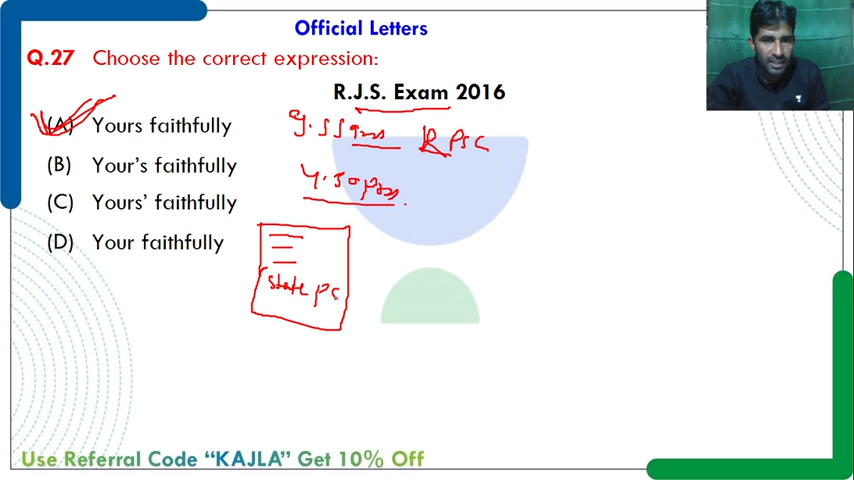 Official Letters
Q.27 Choose the correct expression:
R.J.S. Exam 2016
(A) Yours faithfully
(B) Your's faithfully
(C) Yours' faithfully
(D) Your faithfully
RPSC
State PC
Use Referral Code “KAJLA” Get 10% Off